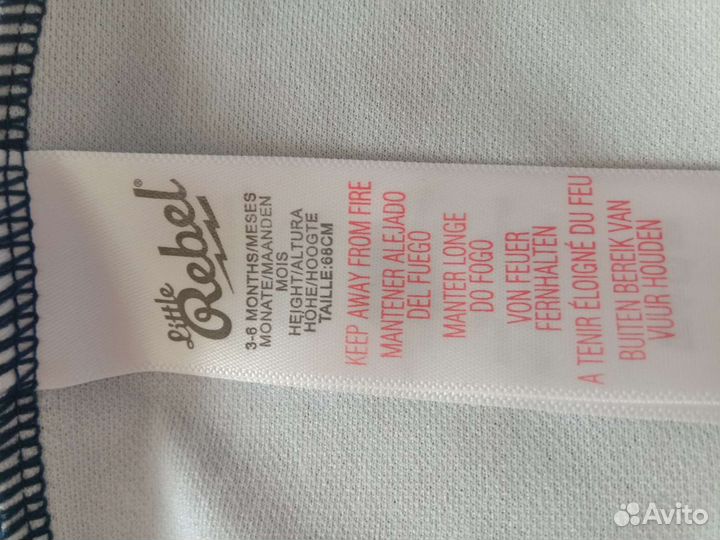 Little
Rebel®
3-6 MONTHS/MESES
MONATE/MAANDEN
MOIS
HEIGHT/ALTURA
HÖHE/HOOGTE
TAILLE:68CM
KEEP AWAY FROM FIRE
MANTENER ALEJADO
DEL FUEGO
MANTER LONGE
DO FOGO
VON FEUER
FERNHALTEN
A TENIR ÉLOIGNÉ DU FEU
BUITEN BEREIK VAN
VUUR HOUDEN
Avito